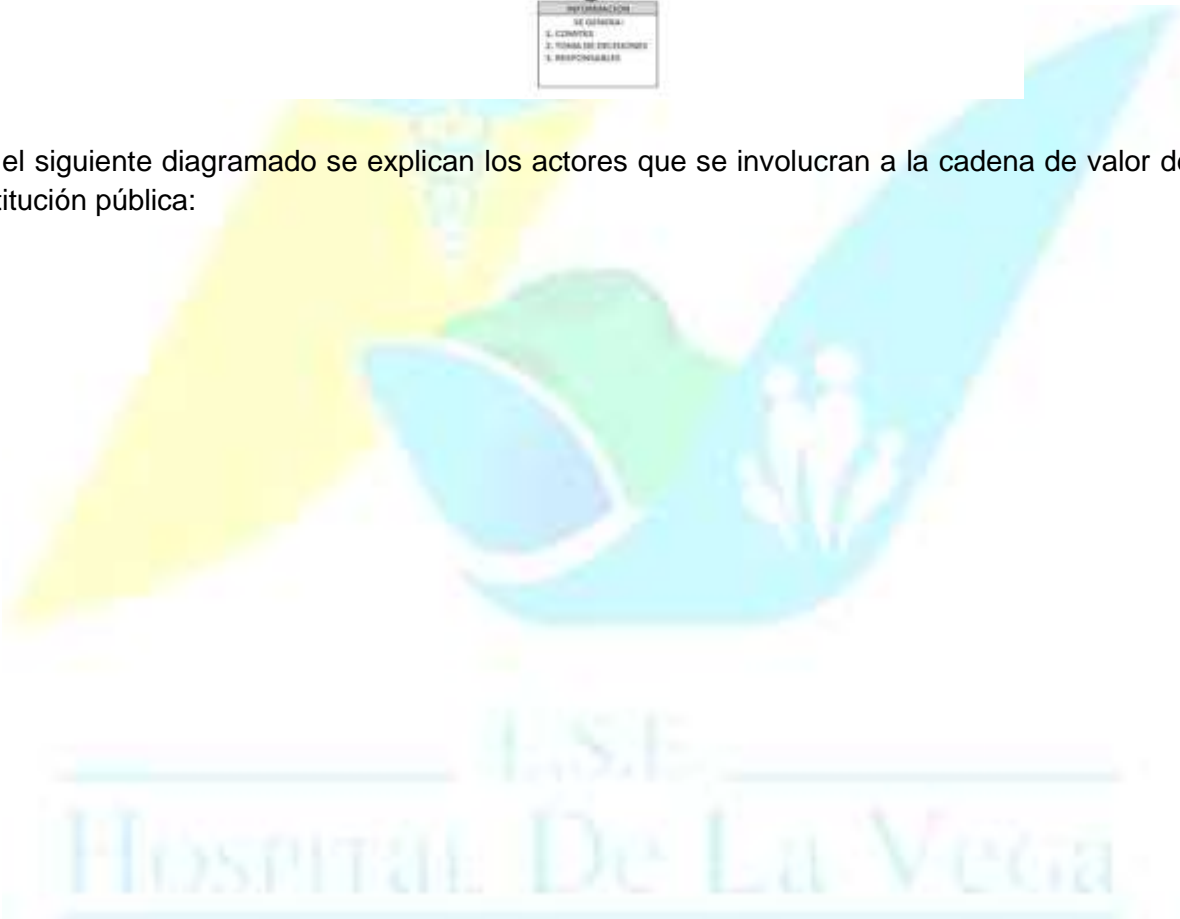 INFORMACIÓN
SE GENERA:
1. COMITES
2. TOMA DE DECISIONES
3. RESPONSABLES
el siguiente diagramado se explican los actores que se involucran a la cadena de valor de
titución pública:
E.S.E
Hospital De La Vega